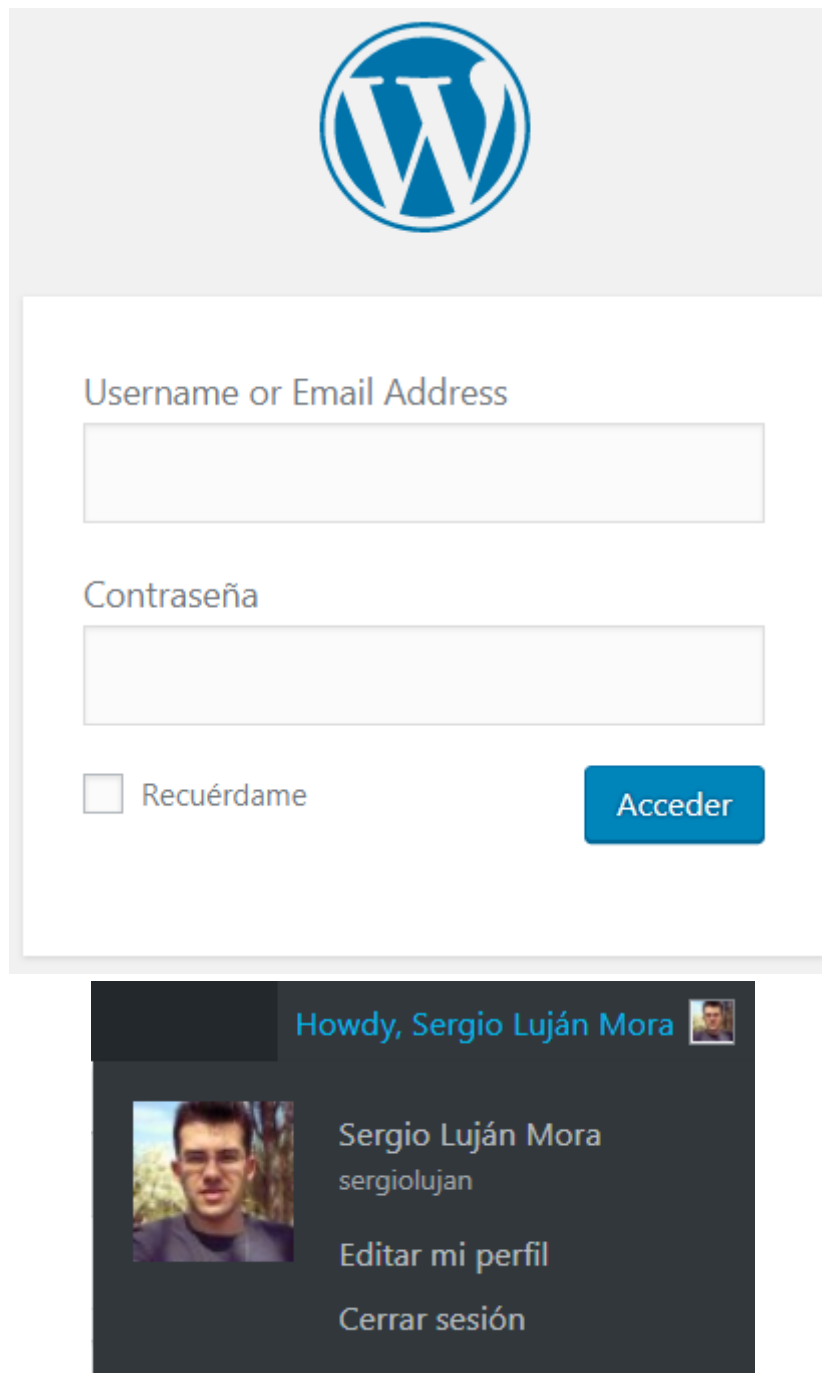 Username or Email Address
Contraseña
Recuérdame
Acceder
Howdy, Sergio Luján Mora
Sergio Luján Mora
sergiolujan
Editar mi perfil
Cerrar sesión